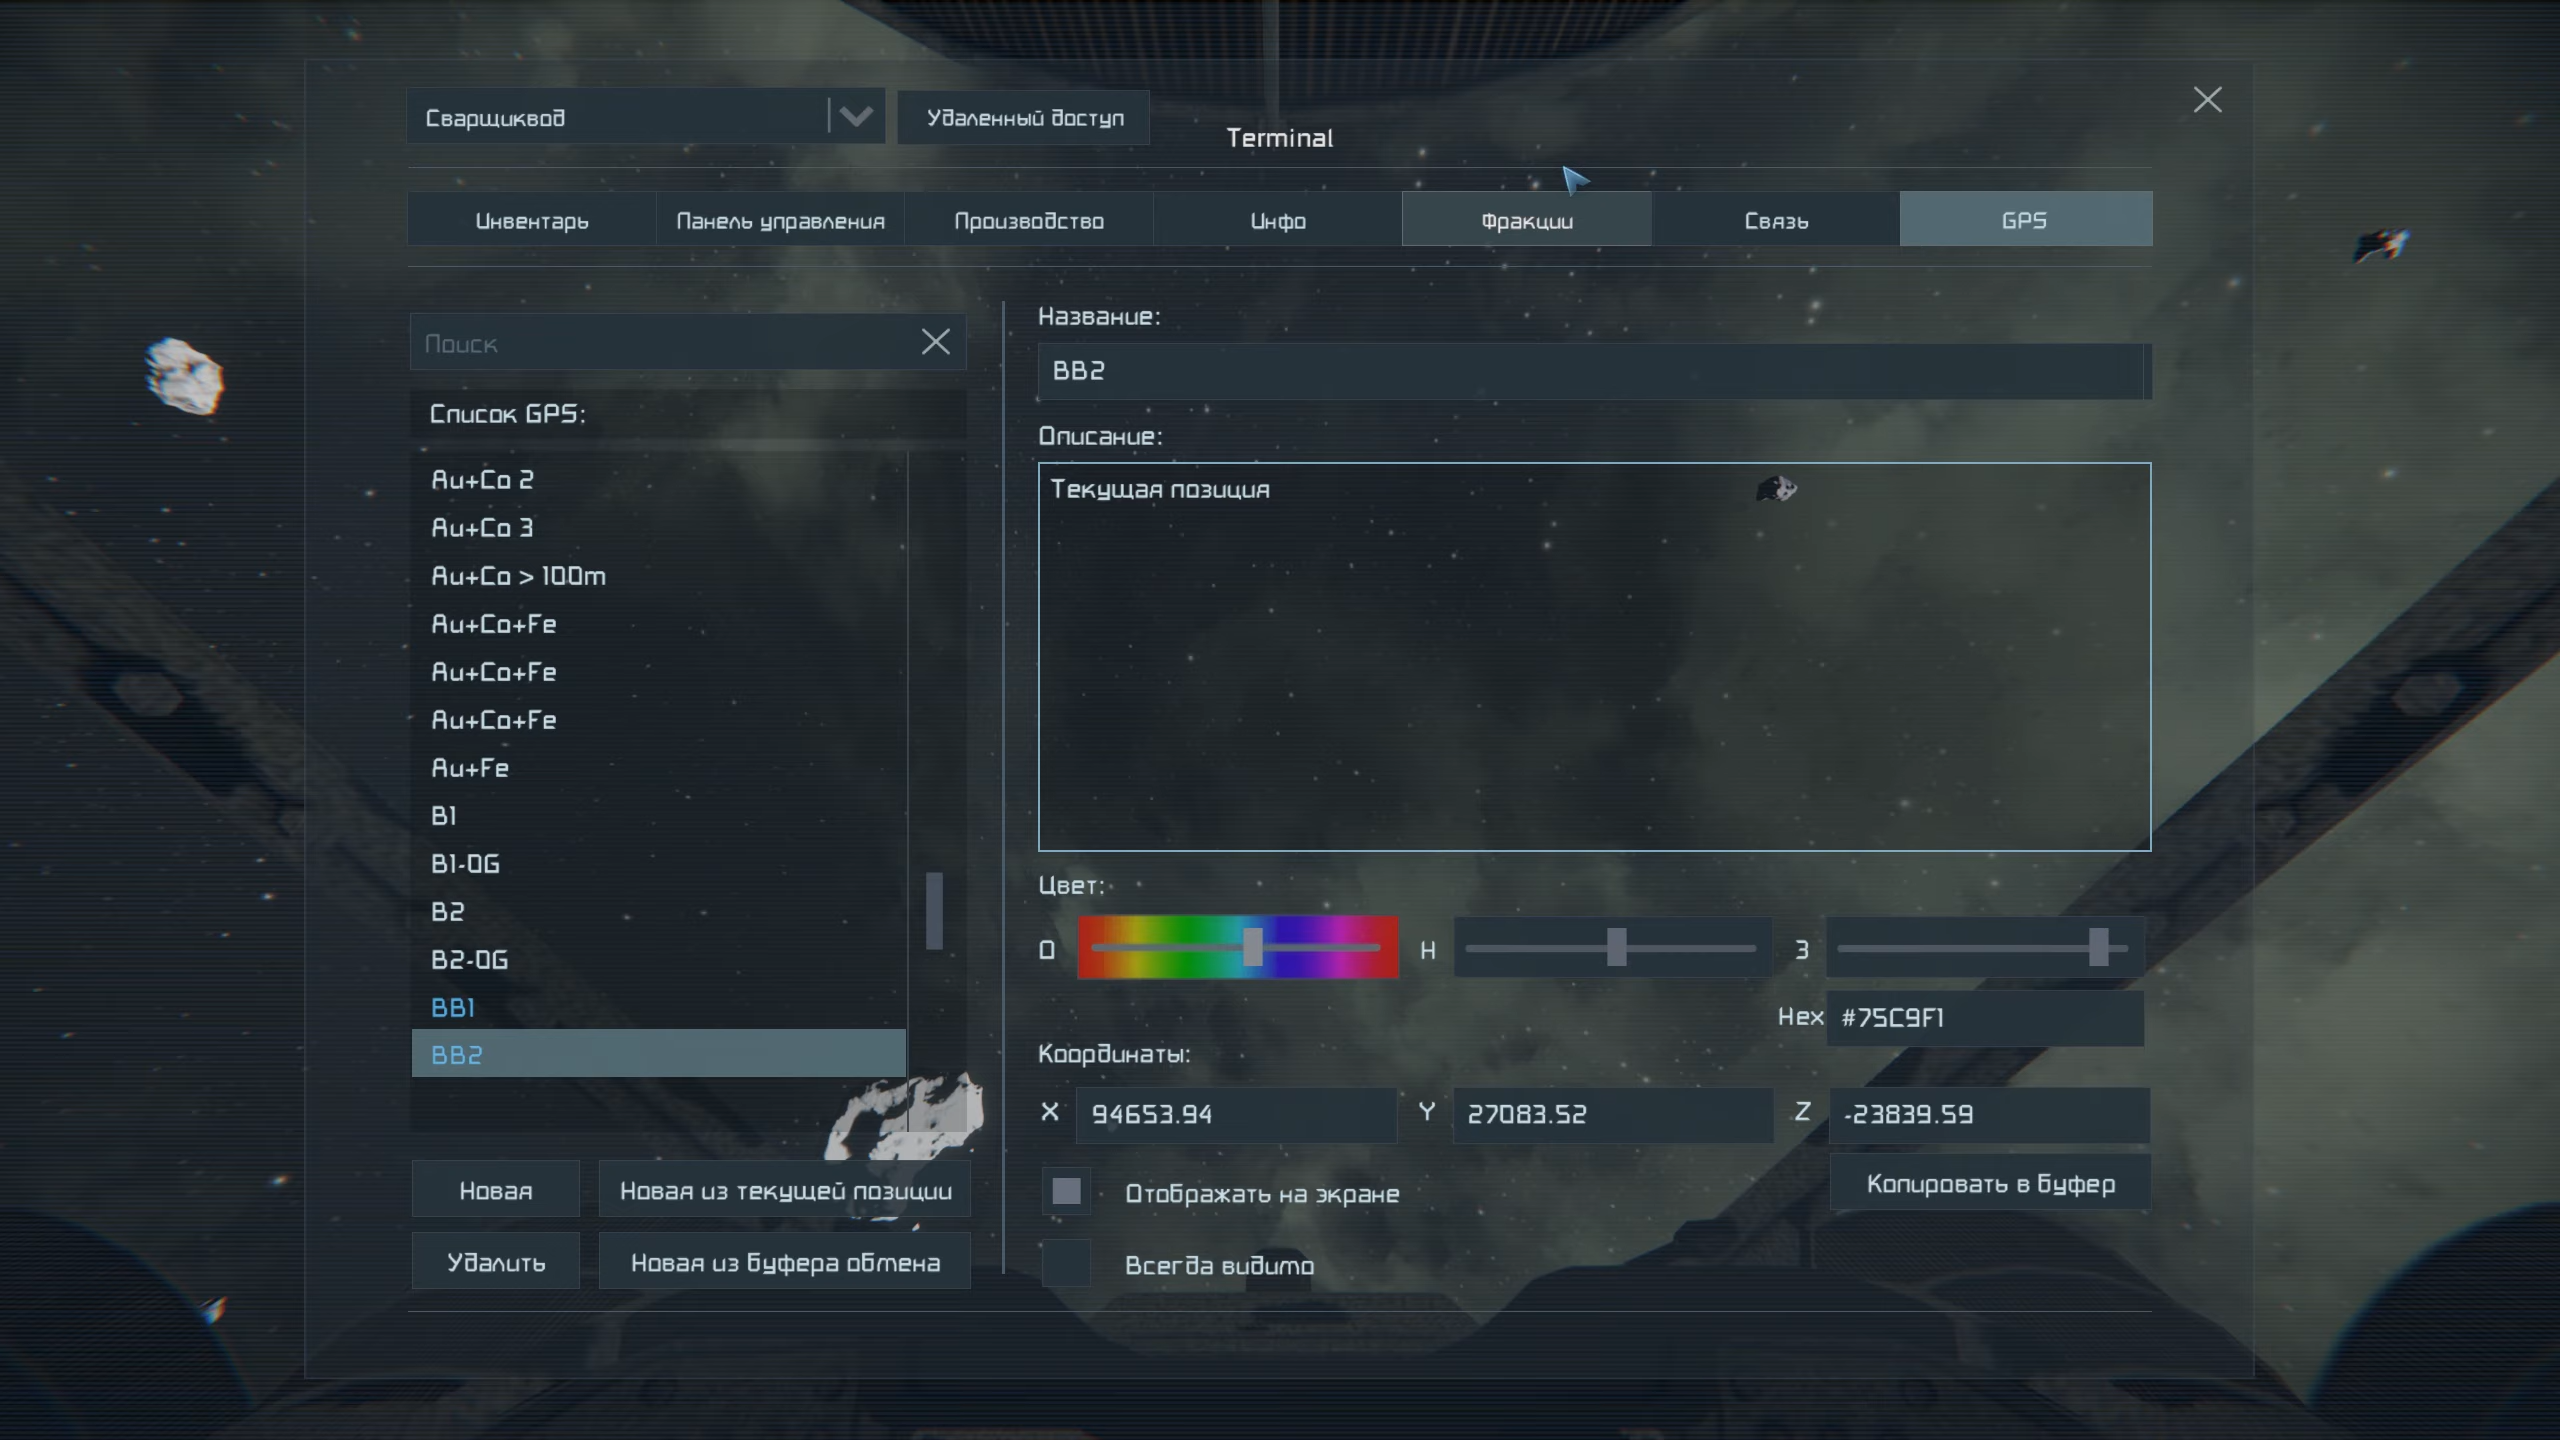 Сварщиквод
Удаленный доступ
Terminal
Инвентарь
Панель управления
Производство
Инфо
Фракции
Связь
GPS
Поиск
Список GPS:
Au+Co 2
Au+Co 3
Au+Co > 100m
Au+Co+Fe
Au+Co+Fe
Au+Co+Fe
Au+Fe
B1
B1-0G
B2
B2-0G
BB1
BB2
Новая
Новая из текущей позиции
Удалить
Новая из буфера обмена
Название:
BB2
Описание:
Текущая позиция
Цвет:
О
Н
З
Hex #75C9F1
Координаты:
X 94653.94
Y 27083.52
Z -23839.59
Отображать на экране
Копировать в буфер
Всегда видимо